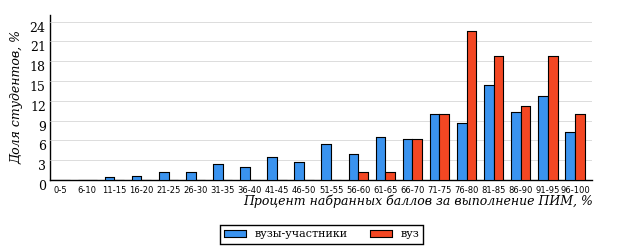 Доля студентов, %
24
21
18
15
12
9
6
3
0
0-5 6-10 11-15 16-20 21-25 26-30 31-35 36-40 41-45 46-50 51-55 56-60 61-65 66-70 71-75 76-80 81-85 86-90 91-95 96-100
Процент набранных баллов за выполнение ПИМ, %
вузы-участники вуз